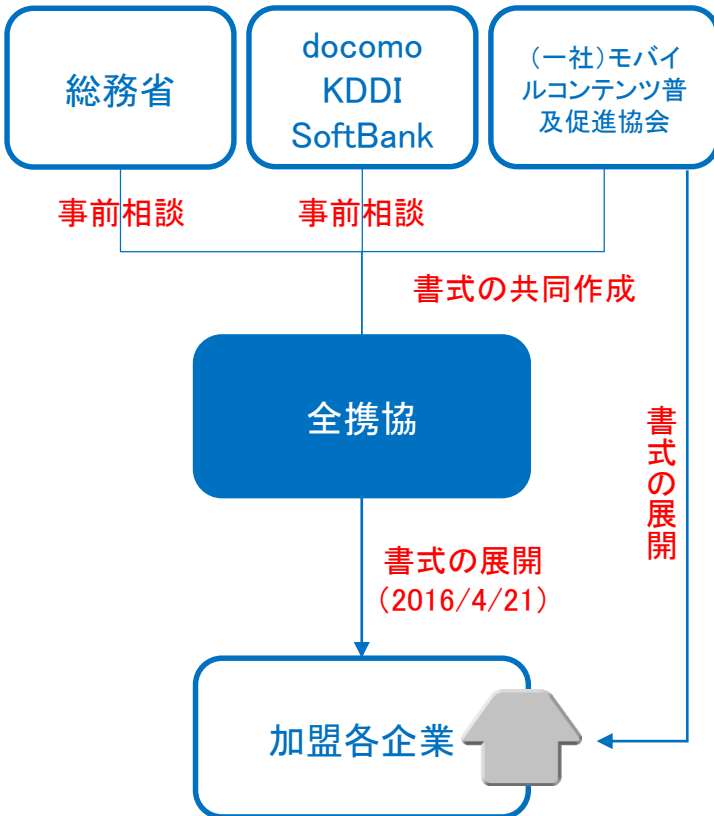 総務省
docomo
KDDI
SoftBank
(一社)モバイ
ルコンテンツ普
及促進協会
事前相談
事前相談
書式の共同作成
全携協
書式の展開
書式の展開
(2016/4/21)
加盟各企業